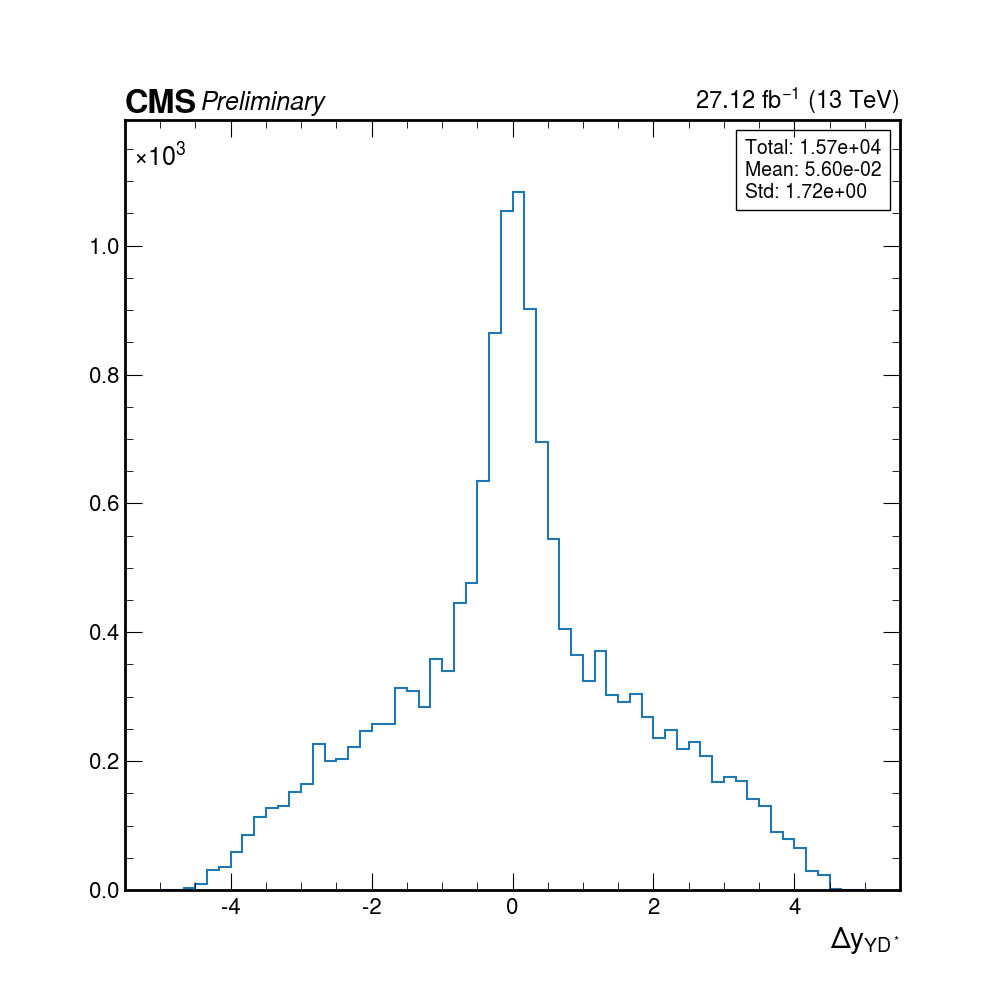 CMS Preliminary 27.12 fb⁻¹ (13 TeV)
×10³
Total: 1.57e+04
Mean: 5.60e-02
Std: 1.72e+00
1.0
0.8
0.6
0.4
0.2
0.0
-4 -2 0 2 4
Δy_YD*